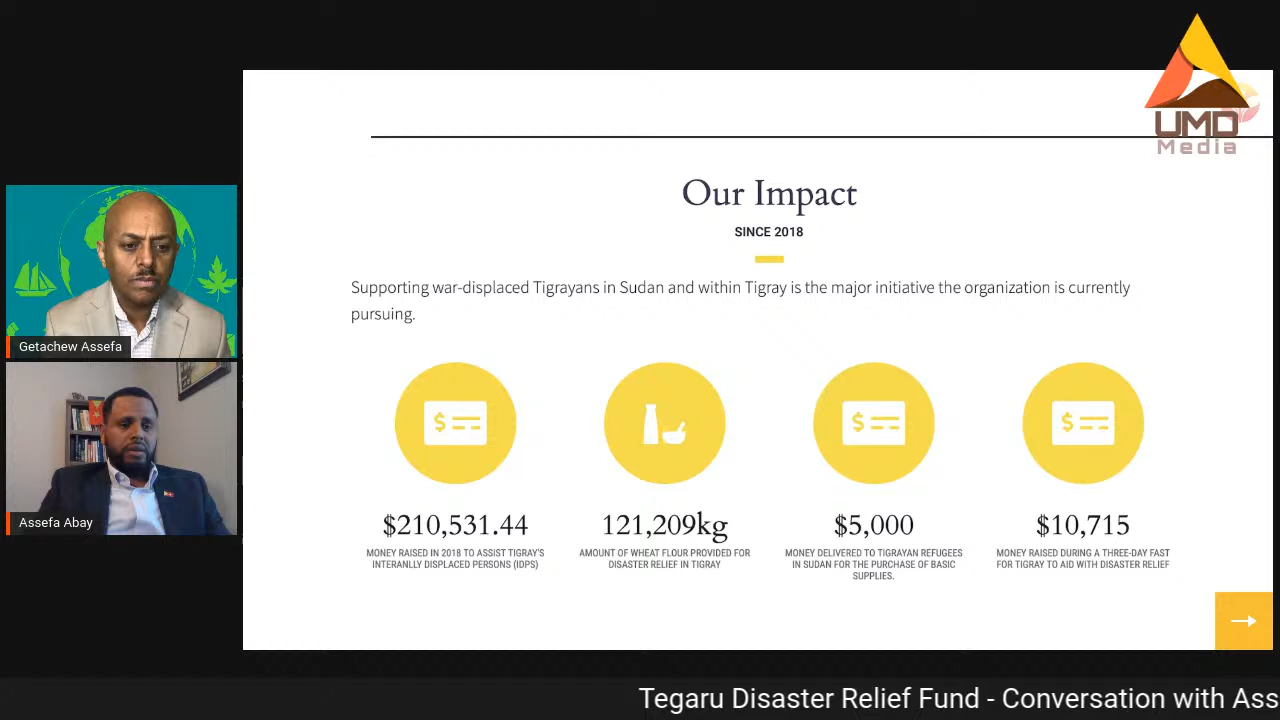 UMD
Media
Our Impact
SINCE 2018
Supporting war-displaced Tigrayans in Sudan and within Tigray is the major initiative the organization is currently
pursuing.
$210,531.44
MONEY RAISED IN 2018 TO ASSIST TIGRAY'S
INTERANLLY DISPLACED PERSONS (IDPS)
121,209kg
AMOUNT OF WHEAT FLOUR PROVIDED FOR
DISASTER RELIEF IN TIGRAY
$5,000
MONEY DELIVERED TO TIGRAYAN REFUGEES
IN SUDAN FOR THE PURCHASE OF BASIC
SUPPLIES.
$10,715
MONEY RAISED DURING A THREE-DAY FAST
FOR TIGRAY TO AID WITH DISASTER RELIEF
Getachew Assefa
Assefa Abay
Tegaru Disaster Relief Fund - Conversation with Ass